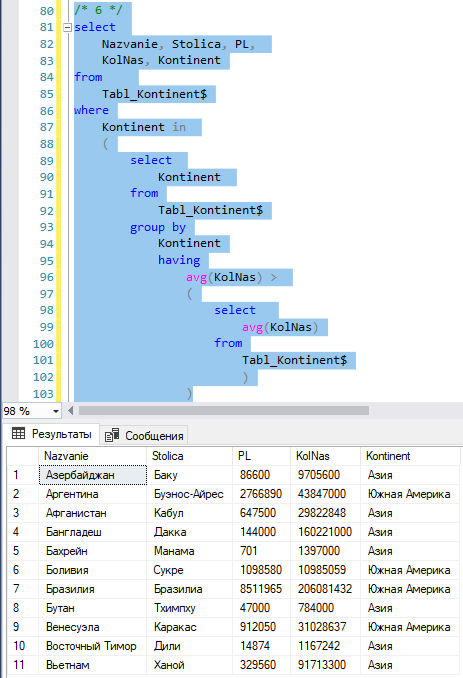 80 /* 6 */
81 select
82 Nazvanie, Stolica, PL,
83 KolNas, Kontinent
84 from
85 Tabl_Kontinent$
86 where
87 Kontinent in
88 (
89 select
90 Kontinent
91 from
92 Tabl_Kontinent$
93 group by
94 Kontinent
95 having
96 avg(KolNas) >
97 (
98 select
99 avg(KolNas)
100 from
101 Tabl_Kontinent$
102 )
103 )
98 %
Результаты Сообщения
Nazvanie Stolica PL KolNas Kontinent
1 Азербайджан Баку 86600 9705600 Азия
2 Аргентина Буэнос-Айрес 2766890 43847000 Южная Америка
3 Афганистан Кабул 647500 29822848 Азия
4 Бангладеш Дакка 144000 160221000 Азия
5 Бахрейн Манама 701 1397000 Азия
6 Боливия Сукре 1098580 10985059 Южная Америка
7 Бразилия Бразилиа 8511965 206081432 Южная Америка
8 Бутан Тхимпху 47000 784000 Азия
9 Венесуэла Каракас 912050 31028637 Южная Америка
10 Восточный Тимор Дили 14874 1167242 Азия
11 Вьетнам Ханой 329560 91713300 Азия